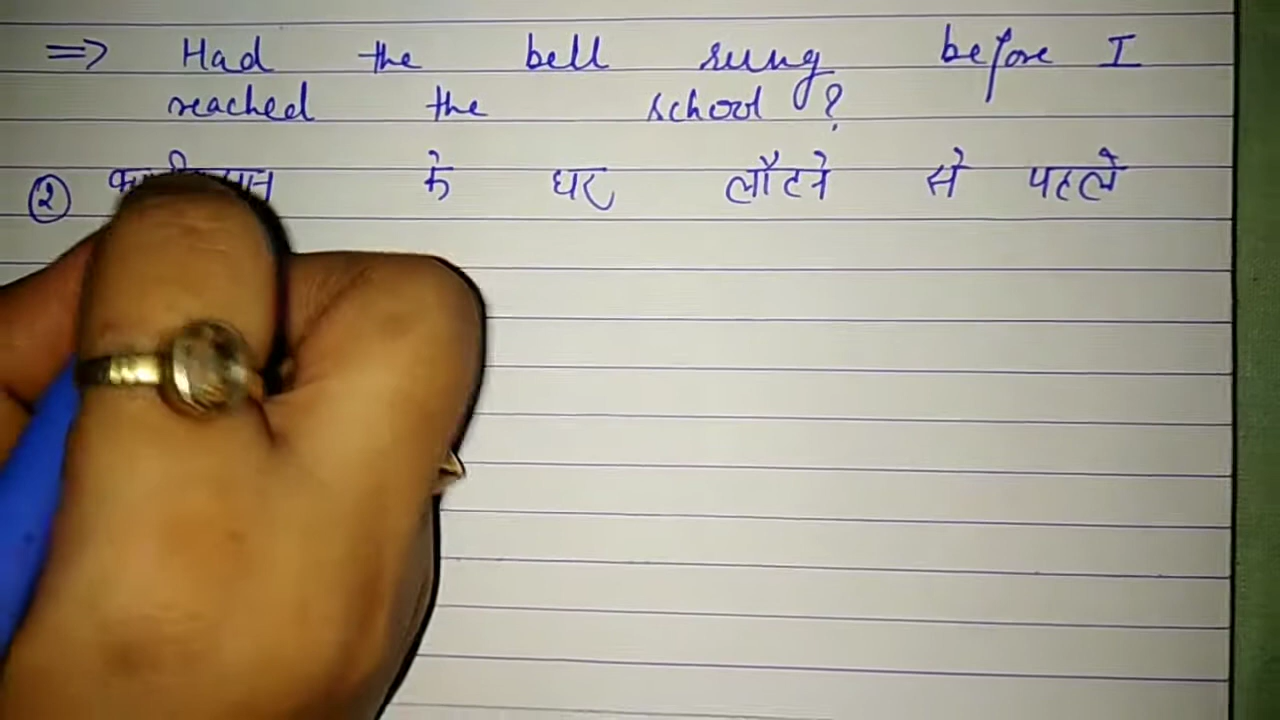 ⇒ Had the bell rung before I
reached the school ?
② के घर लौटने से पहले